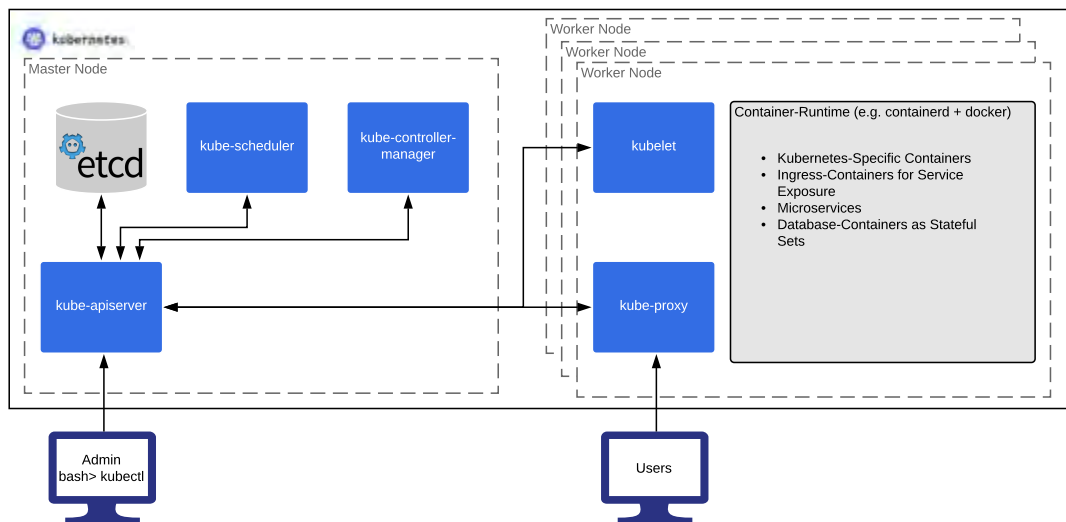 kubernetes
Master Node
etcd
kube-scheduler
kube-controller-
manager
kube-apiserver
Worker Node
Worker Node
Worker Node
kubelet
kube-proxy
Container-Runtime (e.g. containerd + docker)
• Kubernetes-Specific Containers
• Ingress-Containers for Service
Exposure
• Microservices
• Database-Containers as Stateful
Sets
Admin
bash> kubectl
Users